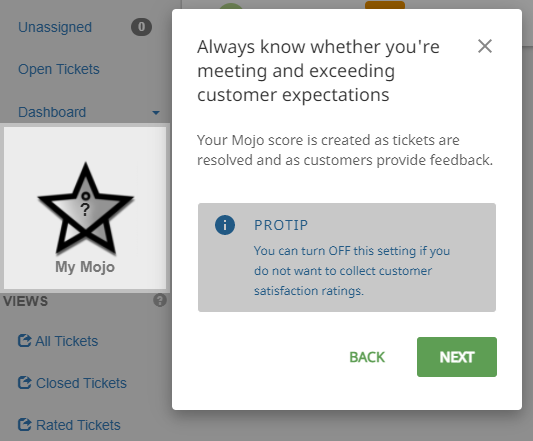 Unassigned 0
Open Tickets
Dashboard
?
My Mojo
VIEWS ?
All Tickets
Closed Tickets
Rated Tickets
Always know whether you're
meeting and exceeding
customer expectations
Your Mojo score is created as tickets are
resolved and as customers provide feedback.
PROTIP
You can turn OFF this setting if you
do not want to collect customer
satisfaction ratings.
BACK NEXT